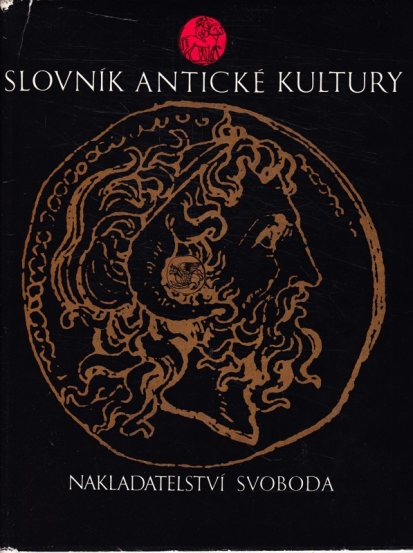 SLOVNÍK ANTICKÉ KULTURY
NAKLADATELSTVÍ SVOBODA